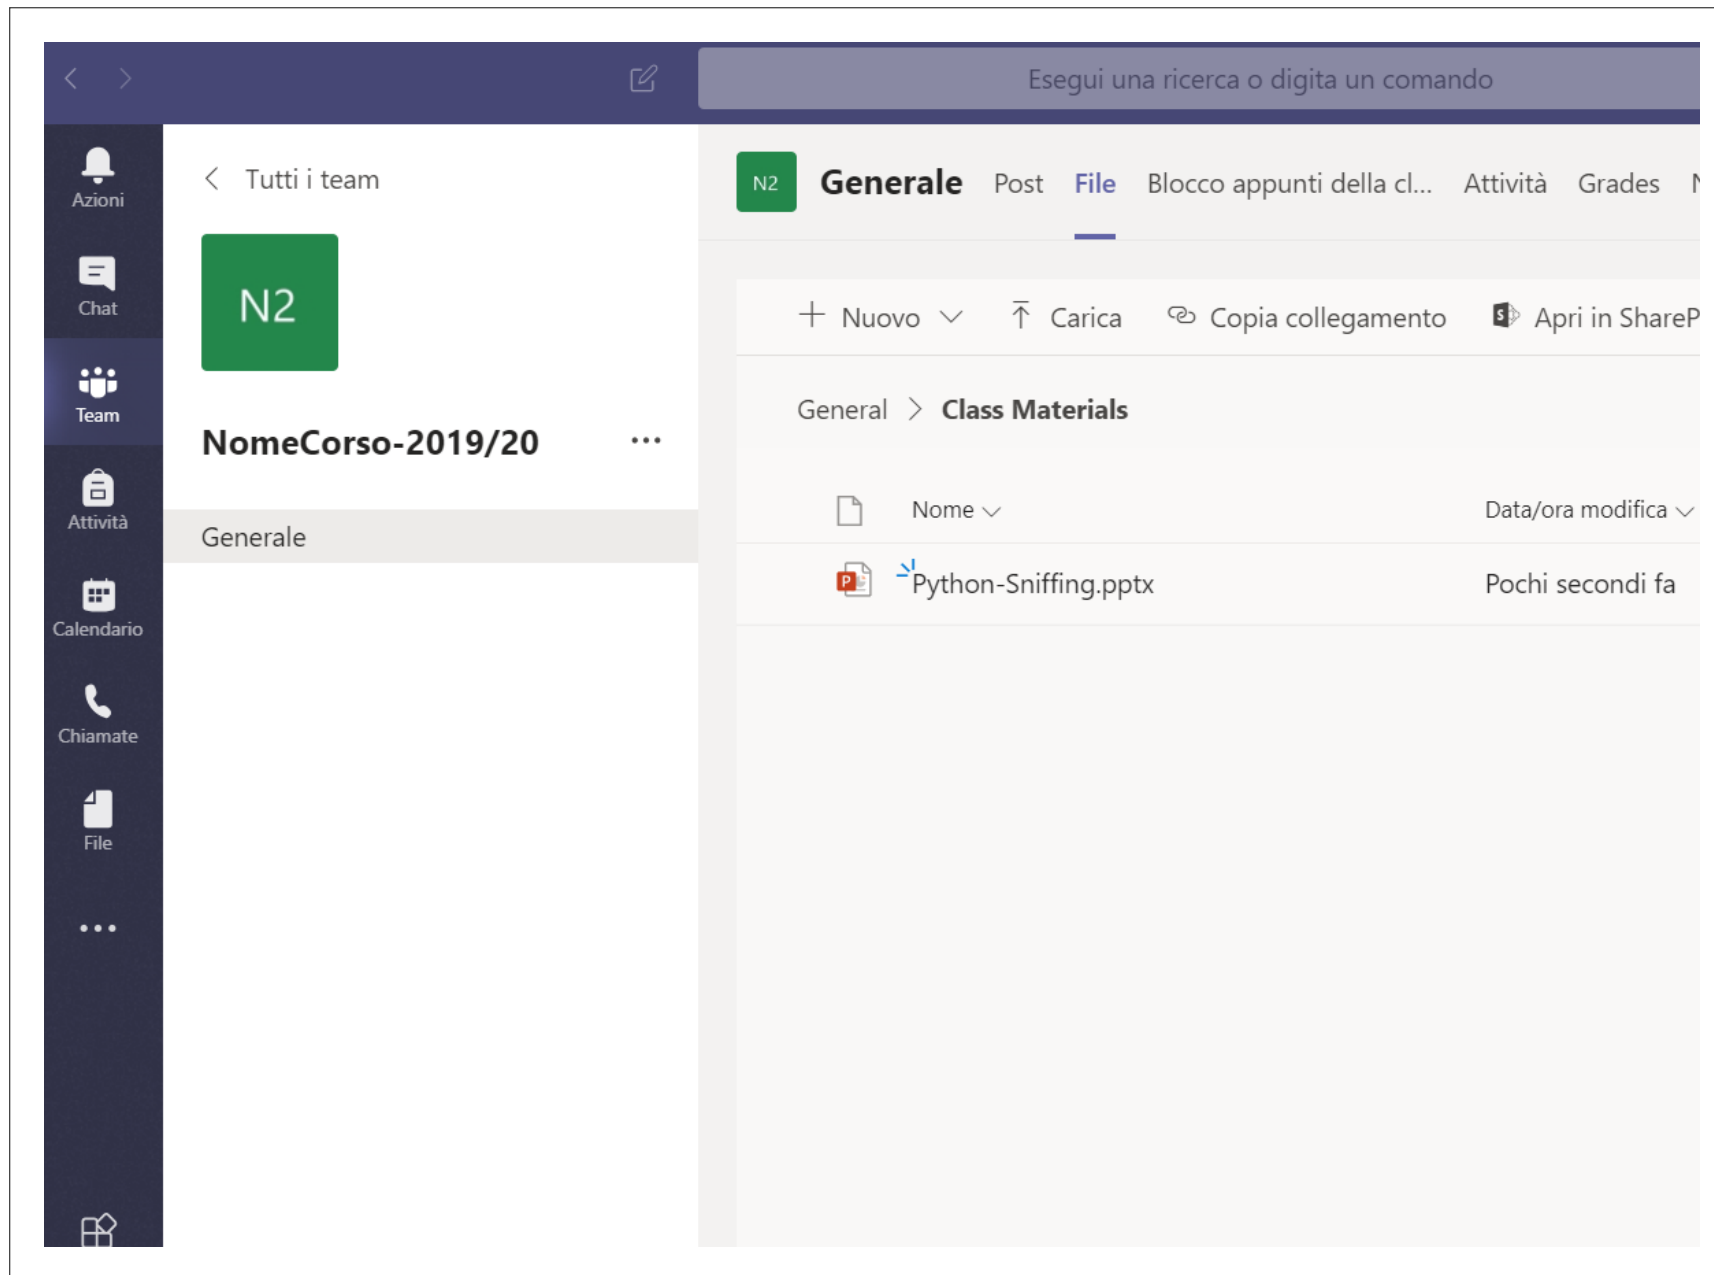 Esegui una ricerca o digita un comando
Azioni
Chat
Team
Attività
Calendario
Chiamate
File
Tutti i team
N2
NomeCorso-2019/20
Generale
N2 Generale Post File Blocco appunti della cl... Attività Grades
Nuovo Carica Copia collegamento Apri in ShareP
General > Class Materials
Nome Data/ora modifica
Python-Sniffing.pptx Pochi secondi fa